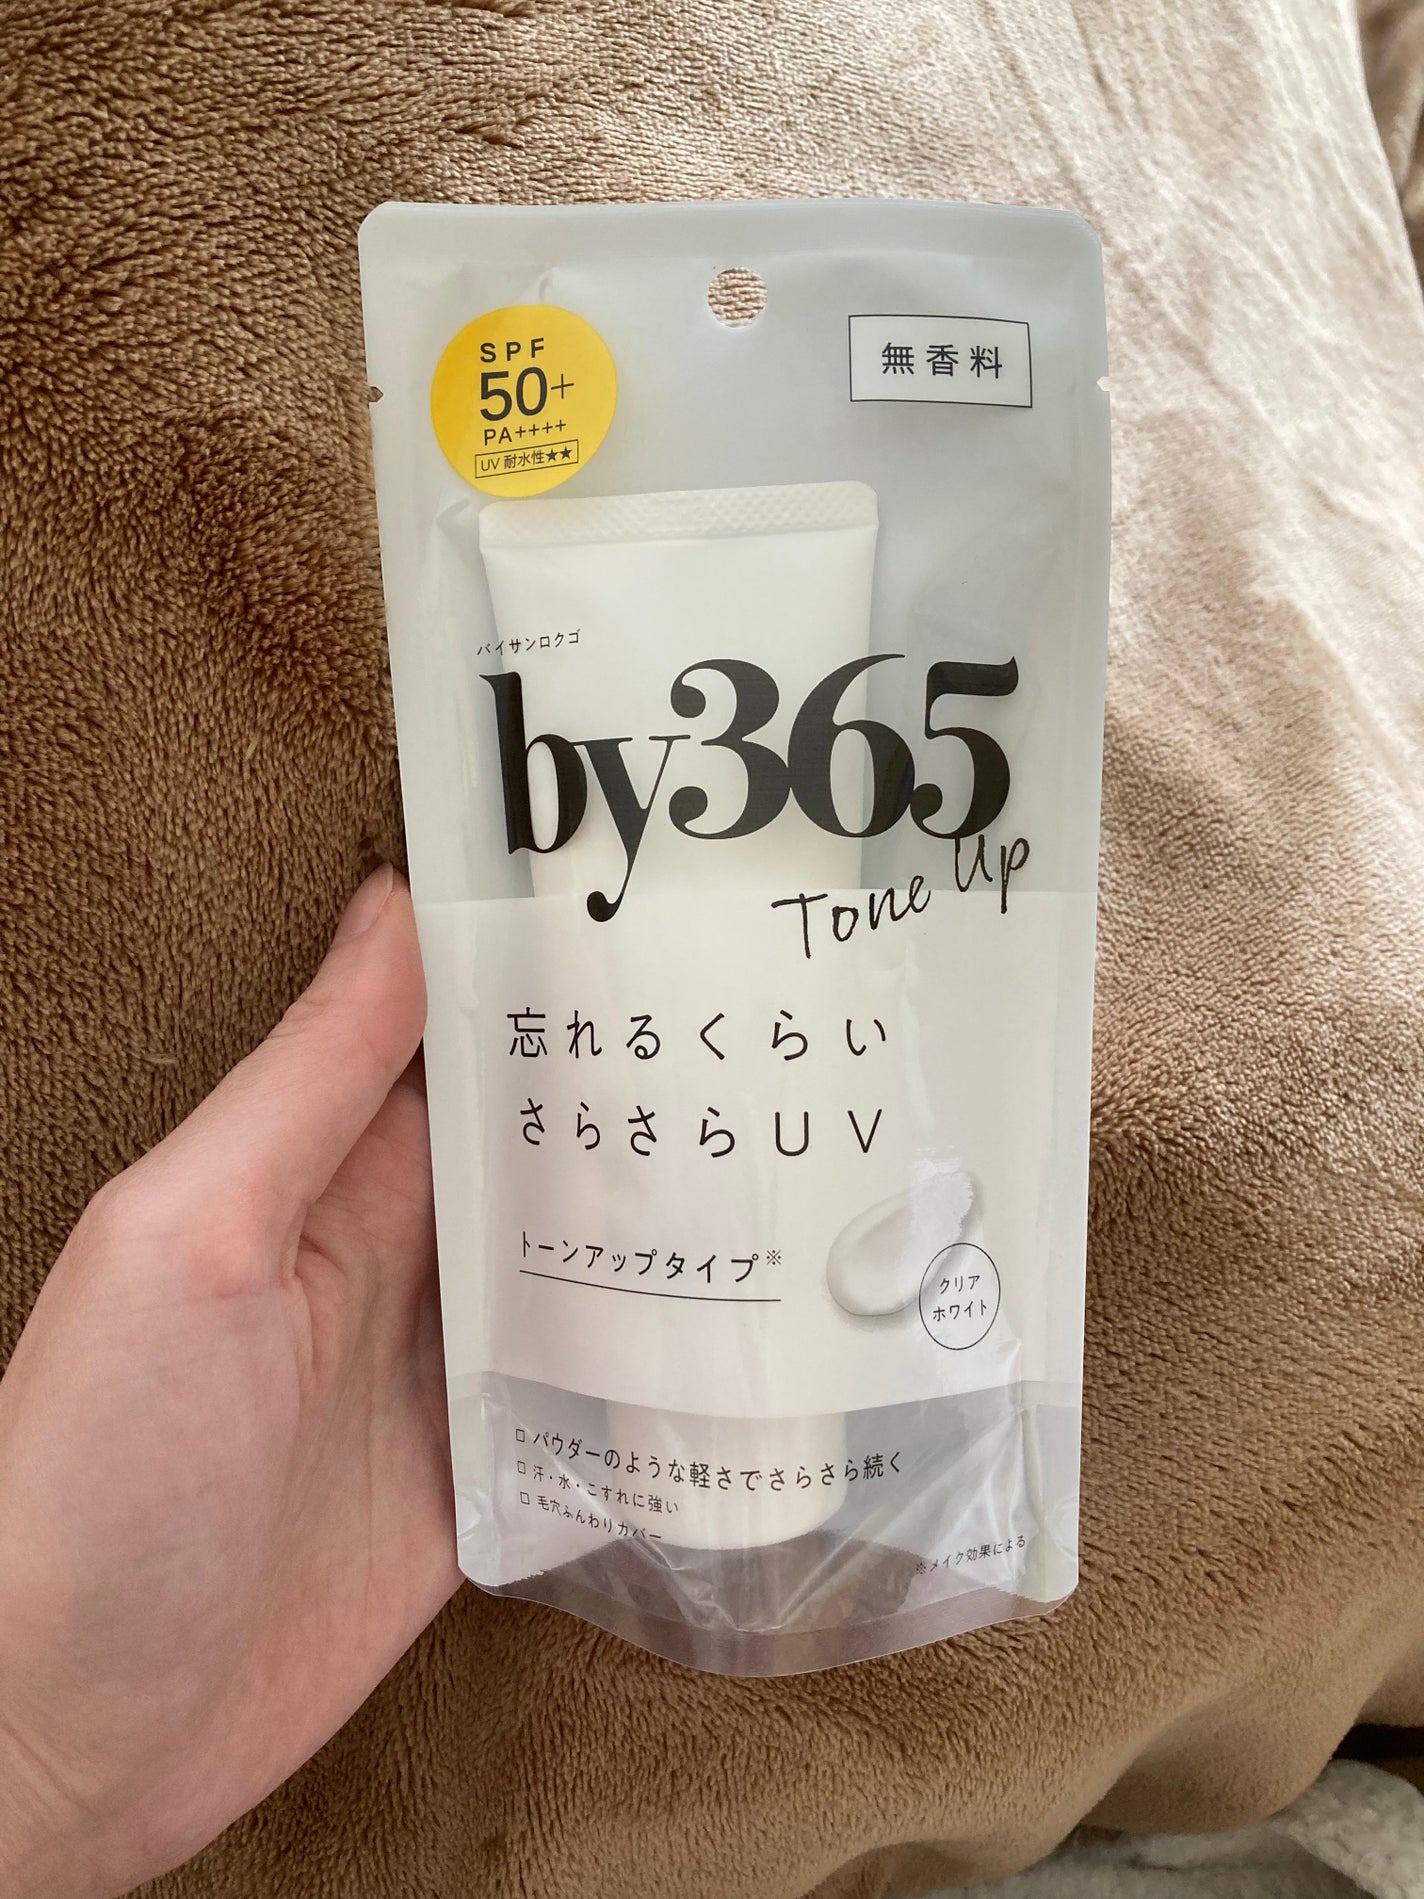 SPF
50+
PA++++
UV 耐水性★★
無香料
バイサンロクゴ
by365
Tone Up
忘れるくらい
さらさらUV
トーンアップタイプ※
クリア
ホワイト
□ パウダーのような軽さでさらさら続く
□ 汗・水・こすれに強い
□ 毛穴ふんわりカバー
※メイク効果による